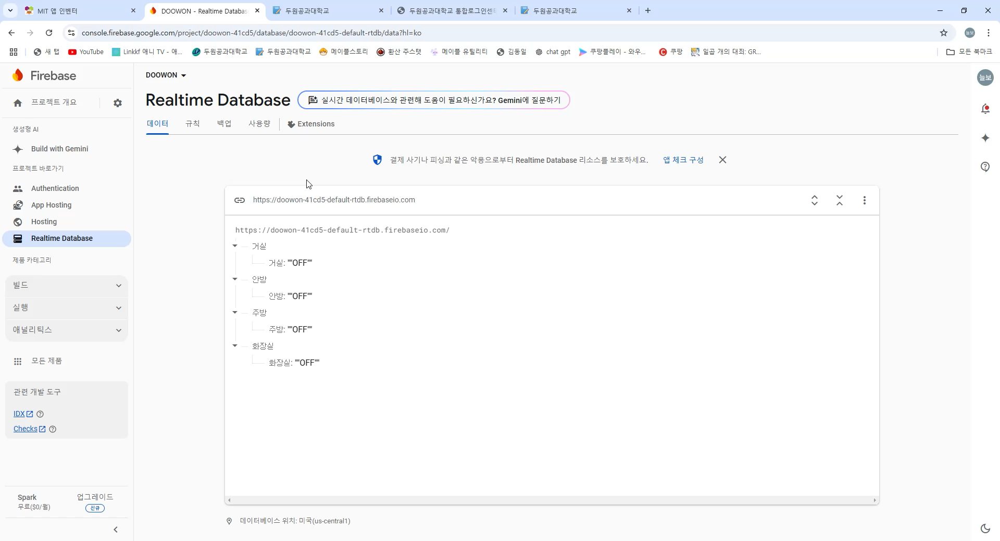 MIT 앱 인벤터
DOOWON - Realtime Databas
두원공과대학교
두원공과대학교 통합로그인센터
두원공과대학교
console.firebase.google.com/project/doowon-41cd5/database/doowon-41cd5-default-rtdb/data?hl=ko
늘보
새 탭
YouTube
Linkkf 애니 TV - 애...
두원공과대학교
두원공과대학교
메이플스토리
환산 주스탯
메이플 유틸리티
김동일
chat gpt
쿠팡플레이 - 와우...
쿠팡
일곱 개의 대죄: GR...
모든 북마크
Firebase
DOOWON
늘보
프로젝트 개요
Realtime Database
실시간 데이터베이스와 관련해 도움이 필요하신가요? Gemini에 질문하기
데이터
규칙
백업
사용량
Extensions
생성형 AI
Build with Gemini
프로젝트 바로가기
Authentication
App Hosting
Hosting
Realtime Database
제품 카테고리
빌드
실행
애널리틱스
모든 제품
관련 개발 도구
IDX
Checks
Spark
무료($0/월)
업그레이드
신규
결제 사기나 피싱과 같은 악용으로부터 Realtime Database 리소스를 보호하세요.
앱 체크 구성
https://doowon-41cd5-default-rtdb.firebaseio.com
https://doowon-41cd5-default-rtdb.firebaseio.com/
거실
거실: ""OFF""
안방
안방: ""OFF""
주방
주방: ""OFF""
화장실
화장실: ""OFF""
데이터베이스 위치: 미국(us-central1)